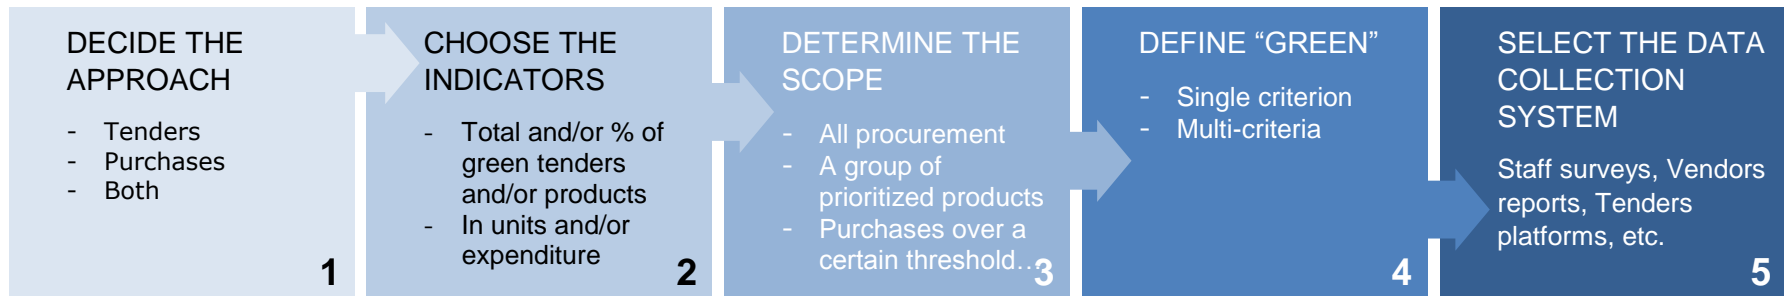 DECIDE THE
APPROACH
- Tenders
- Purchases
- Both
1
CHOOSE THE
INDICATORS
- Total and/or % of
green tenders
and/or products
- In units and/or
expenditure
2
DETERMINE THE
SCOPE
- All procurement
- A group of
prioritized products
- Purchases over a
certain threshold…
3
DEFINE “GREEN”
- Single criterion
- Multi-criteria
4
SELECT THE DATA
COLLECTION
SYSTEM
Staff surveys, Vendors
reports, Tenders
platforms, etc.
5